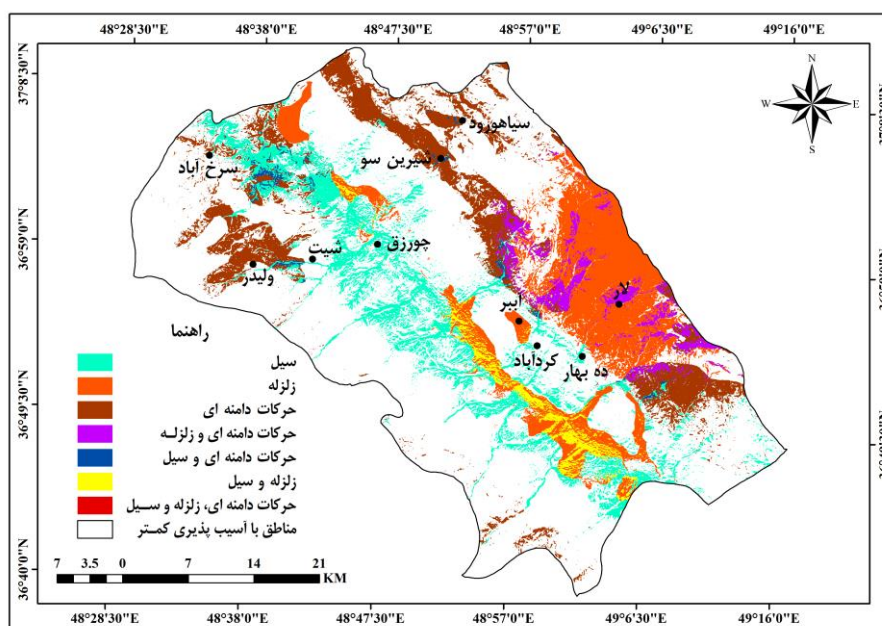 48°28'30"E 48°38'0"E 48°47'30"E 48°57'0"E 49°6'30"E 49°16'0"E
37°8'30"N
36°59'0"N
36°49'30"N
36°40'0"N
N
W E
S
سیاهورود
شیرین سو
سرخ آباد
چورزق
شیت
ولیدر
لار
آببر
کردآباد
ده بهار
راهنما
سیل
زلزله
حرکات دامنه ای
حرکات دامنه ای و زلزله
حرکات دامنه ای و سیل
زلزله و سیل
حرکات دامنه ای، زلزله و سیل
مناطق با آسیب پذیری کمتر
7 3.5 0 7 14 21
KM
48°28'30"E 48°38'0"E 48°47'30"E 48°57'0"E 49°6'30"E 49°16'0"E